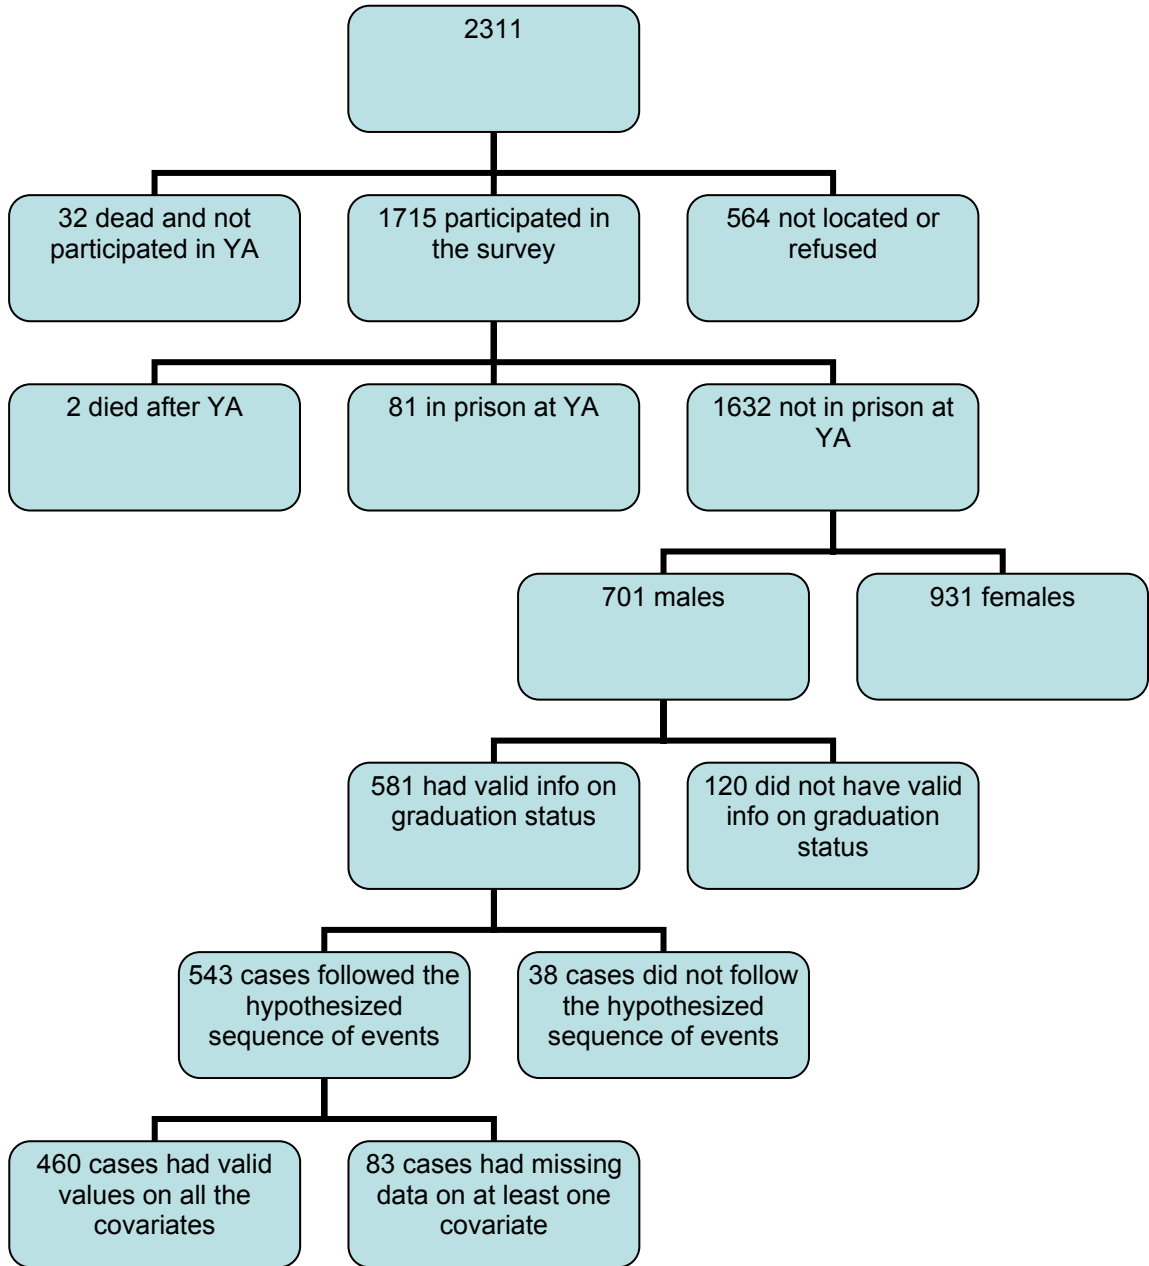 2311
32 dead and not
participated in YA
1715 participated in
the survey
564 not located or
refused
2 died after YA
81 in prison at YA
1632 not in prison at
YA
701 males
931 females
581 had valid info on
graduation status
120 did not have valid
info on graduation
status
543 cases followed the
hypothesized
sequence of events
38 cases did not follow
the hypothesized
sequence of events
460 cases had valid
values on all the
covariates
83 cases had missing
data on at least one
covariate